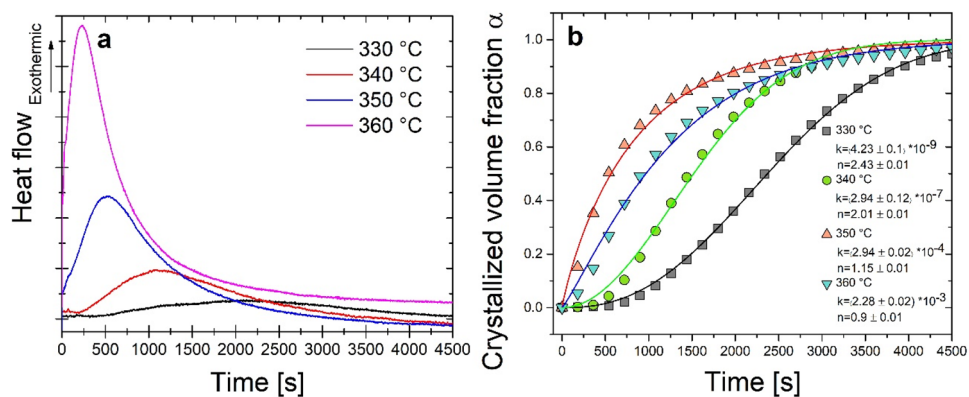 a
330 °C
340 °C
350 °C
360 °C
Heat flow Exothermic
0 500 1000 1500 2000 2500 3000 3500 4000 4500
Time [s]
b
Crystallized volume fraction α
1.0
0.8
0.6
0.4
0.2
0.0
330 °C
k=(4.23 ± 0.1) *10-9
n=2.43 ± 0.01
340 °C
k=(2.94 ± 0.12) *10-7
n=2.01 ± 0.01
350 °C
k=(2.94 ± 0.02) *10-4
n=1.15 ± 0.01
360 °C
k=(2.28 ± 0.02) *10-3
n=0.9 ± 0.01
0 500 1000 1500 2000 2500 3000 3500 4000 4500
Time [s]